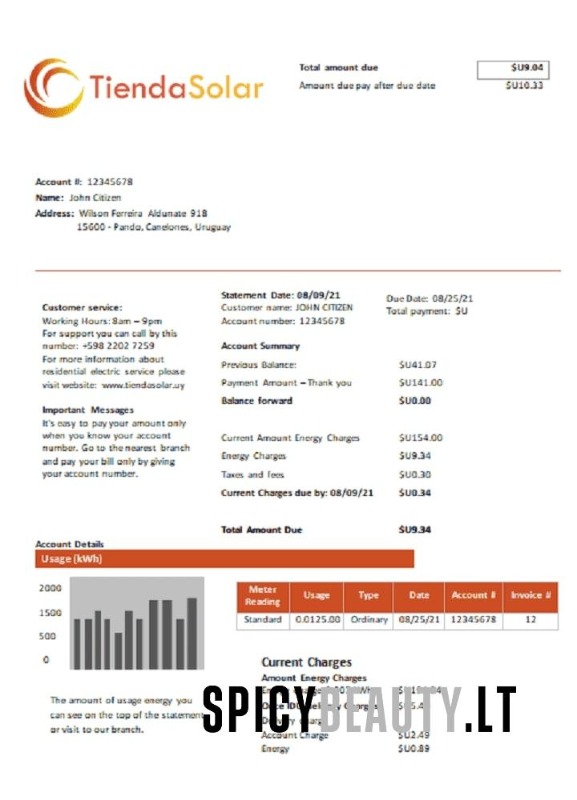 TiendaSolar
Total amount due $U9.04
Amount due pay after due date $U10.33
Account #: 12345678
Name: John Citizen
Address: Wilson Ferreira Aldunate 918
15600 - Pando, Canelones, Uruguay
Customer service:
Working Hours: 8am – 9pm
For support you can call by this
number: +598 2202 7259
For more information about
residential electric service please
visit website: www.tiendasolar.uy
Important Messages
It's easy to pay your amount only
when you know your account
number. Go to the nearest branch
and pay your bill only by giving
your account number.
Statement Date: 08/09/21
Customer name: JOHN CITIZEN
Account number: 12345678
Due Date: 08/25/21
Total payment: $U
Account Summary
Previous Balance: $U41.07
Payment Amount – Thank you $U141.00
Balance forward $U0.00
Current Amount Energy Charges $U154.00
Energy Charges $U9.34
Taxes and fees $U0.30
Current Charges due by: 08/09/21 $U0.34
Total Amount Due $U9.34
Account Details
Usage (kWh)
2000
1500
500
0
The amount of usage energy you
can see on the top of the statement
or visit to our branch.
Meter Reading Usage Type Date Account # Invoice #
Standard 0.0125.00 Ordinary 08/25/21 12345678 12
Current Charges
Amount Energy Charges
SPICYBEAUTY.LT
Account Charge $U2.49
Energy $U0.89